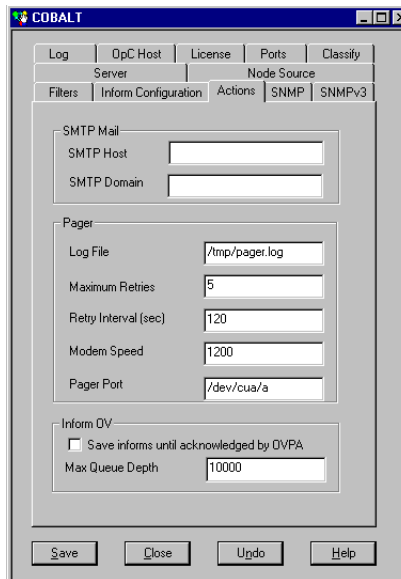 COBALT
Log OpC Host License Ports Classify
Server Node Source
Filters Inform Configuration Actions SNMP SNMPv3
SMTP Mail
SMTP Host
SMTP Domain
Pager
Log File /tmp/pager.log
Maximum Retries 5
Retry Interval (sec) 120
Modem Speed 1200
Pager Port /dev/cua/a
Inform OV
Save informs until acknowledged by OVPA
Max Queue Depth 10000
Save Close Undo Help